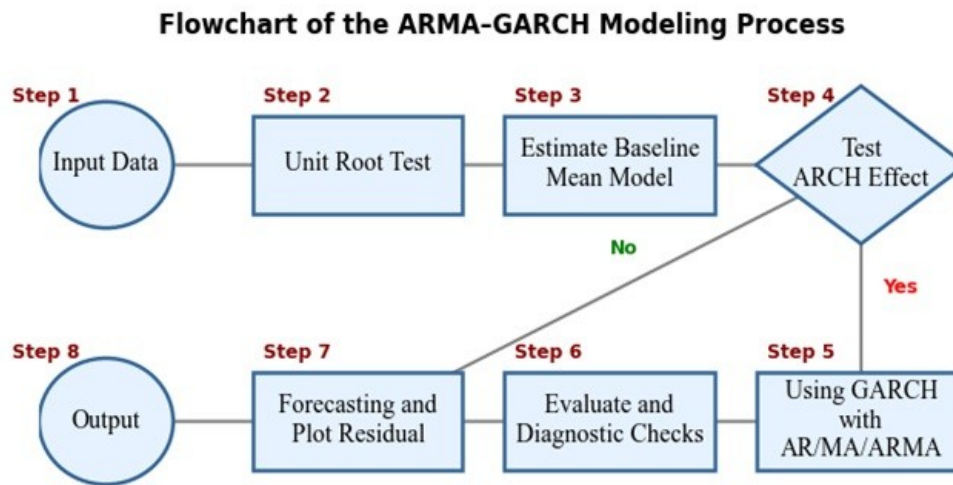 Flowchart of the ARMA–GARCH Modeling Process
Step 1
Input Data
Step 2
Unit Root Test
Step 3
Estimate Baseline
Mean Model
Step 4
Test
ARCH Effect
No
Yes
Step 5
Using GARCH
with
AR/MA/ARMA
Step 6
Evaluate and
Diagnostic Checks
Step 7
Forecasting and
Plot Residual
Step 8
Output